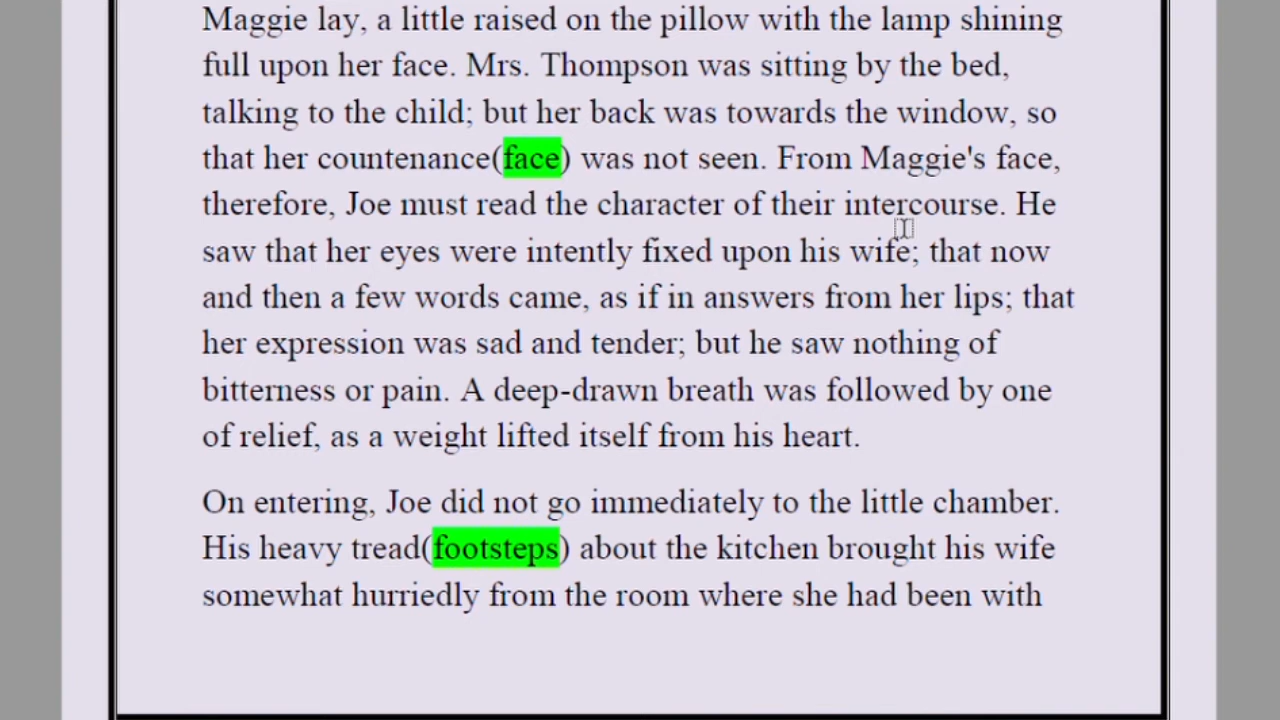 Maggie lay, a little raised on the pillow with the lamp shining
full upon her face. Mrs. Thompson was sitting by the bed,
talking to the child; but her back was towards the window, so
that her countenance(face) was not seen. From Maggie's face,
therefore, Joe must read the character of their intercourse. He
saw that her eyes were intently fixed upon his wife; that now
and then a few words came, as if in answers from her lips; that
her expression was sad and tender; but he saw nothing of
bitterness or pain. A deep-drawn breath was followed by one
of relief, as a weight lifted itself from his heart.
On entering, Joe did not go immediately to the little chamber.
His heavy tread(footsteps) about the kitchen brought his wife
somewhat hurriedly from the room where she had been with